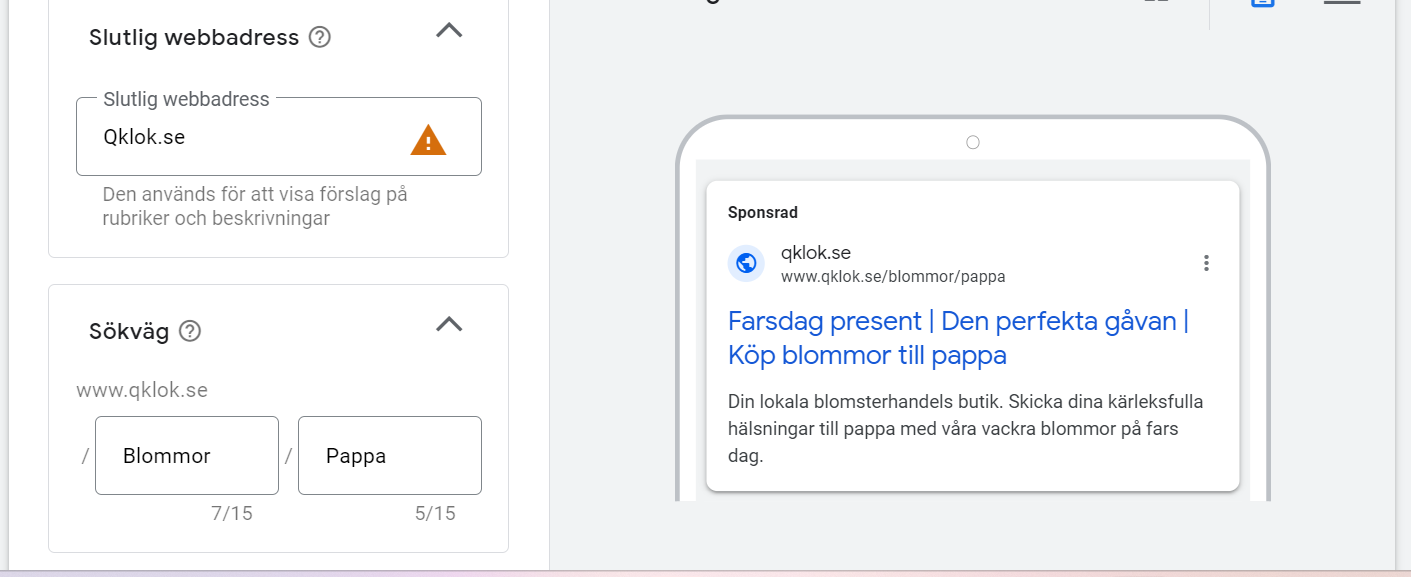 Slutlig webbadress
Slutlig webbadress
Qklok.se
Den används för att visa förslag på
rubriker och beskrivningar
Sökväg
www.qklok.se
/ Blommor / Pappa
7/15 5/15
Sponsrad
qklok.se
www.qklok.se/blommor/pappa
Farsdag present | Den perfekta gåvan |
Köp blommor till pappa
Din lokala blomsterhandels butik. Skicka dina kärleksfulla
hälsningar till pappa med våra vackra blommor på fars
dag.